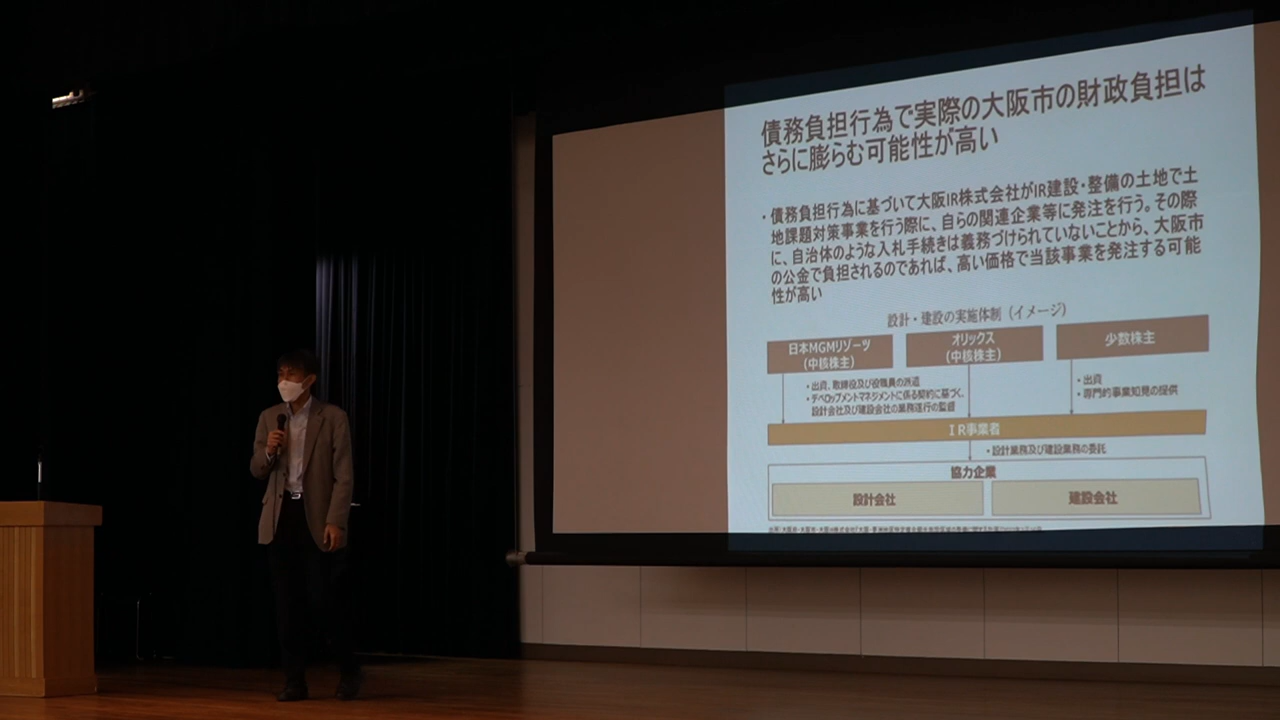 債務負担行為で実際の大阪市の財政負担は
さらに膨らむ可能性が高い
・債務負担行為に基づいて大阪IR株式会社がIR建設・整備の土地で土
地課題対策事業を行う際に、自らの関連企業等に発注を行う。その際
に、自治体のような入札手続きは義務づけられていないことから、大阪市
の公金で負担されるのであれば、高い価格で当該事業を発注する可能
性が高い
設計・建設の実施体制（イメージ）
日本MGMリゾーツ
（中核株主）
オリックス
（中核株主）
少数株主
・出資、取締役及び役職員の派遣
・デベロップメントマネジメントに係る契約に基づく、
設計会社及び建設会社の業務遂行の監督
・出資
・専門的事業知見の提供
ＩＲ事業者
・設計業務及び建設業務の委託
協力企業
設計会社
建設会社